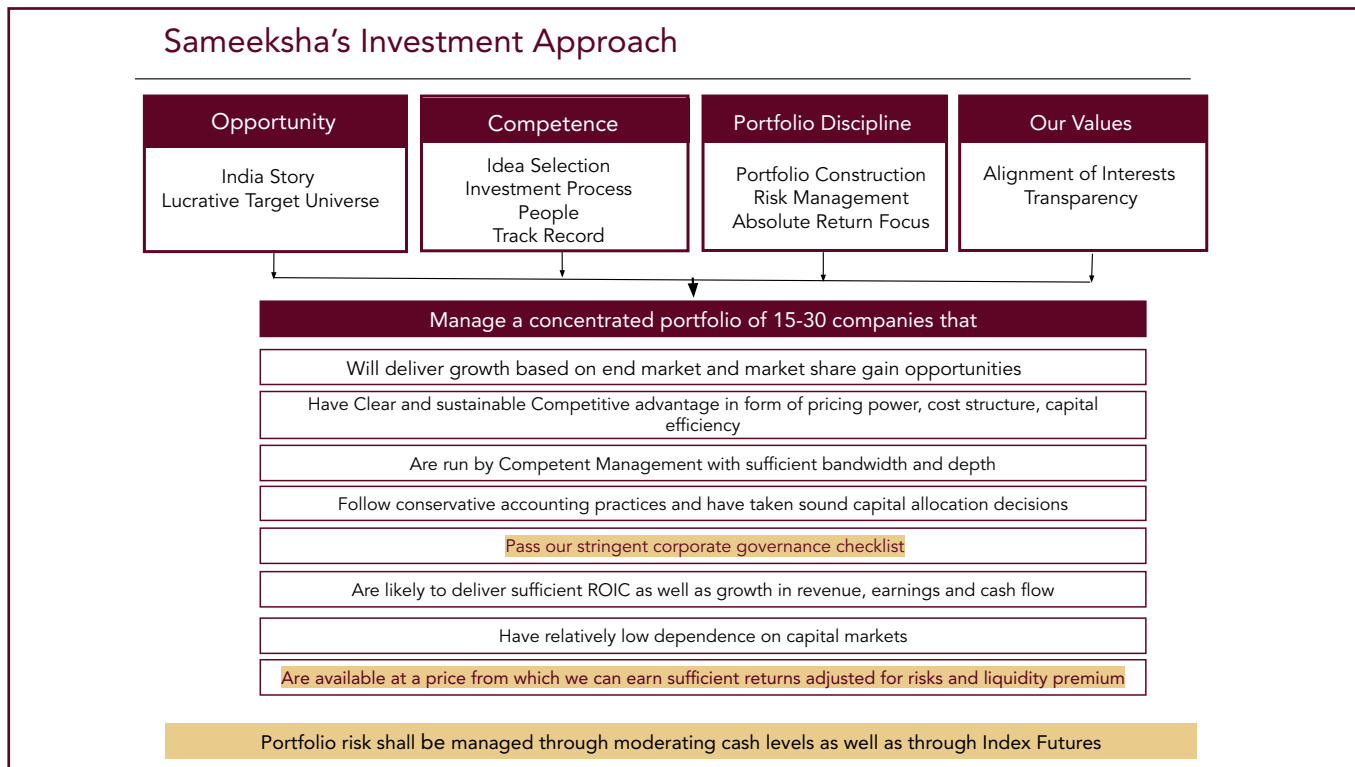 Sameeksha's Investment Approach
Opportunity
India Story
Lucrative Target Universe
Competence
Idea Selection
Investment Process
People
Track Record
Portfolio Discipline
Portfolio Construction
Risk Management
Absolute Return Focus
Our Values
Alignment of Interests
Transparency
Manage a concentrated portfolio of 15-30 companies that
Will deliver growth based on end market and market share gain opportunities
Have Clear and sustainable Competitive advantage in form of pricing power, cost structure, capital
efficiency
Are run by Competent Management with sufficient bandwidth and depth
Follow conservative accounting practices and have taken sound capital allocation decisions
Pass our stringent corporate governance checklist
Are likely to deliver sufficient ROIC as well as growth in revenue, earnings and cash flow
Have relatively low dependence on capital markets
Are available at a price from which we can earn sufficient returns adjusted for risks and liquidity premium
Portfolio risk shall be managed through moderating cash levels as well as through Index Futures